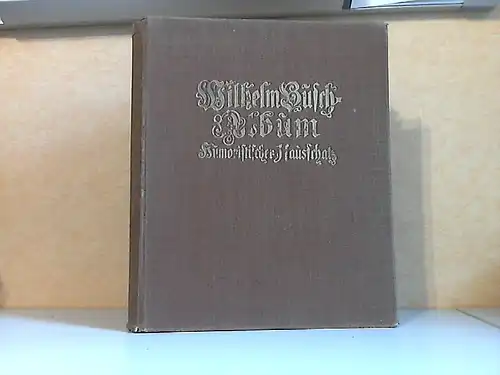 Wilhelm Busch-
Album
Humoristischer Hausschatz